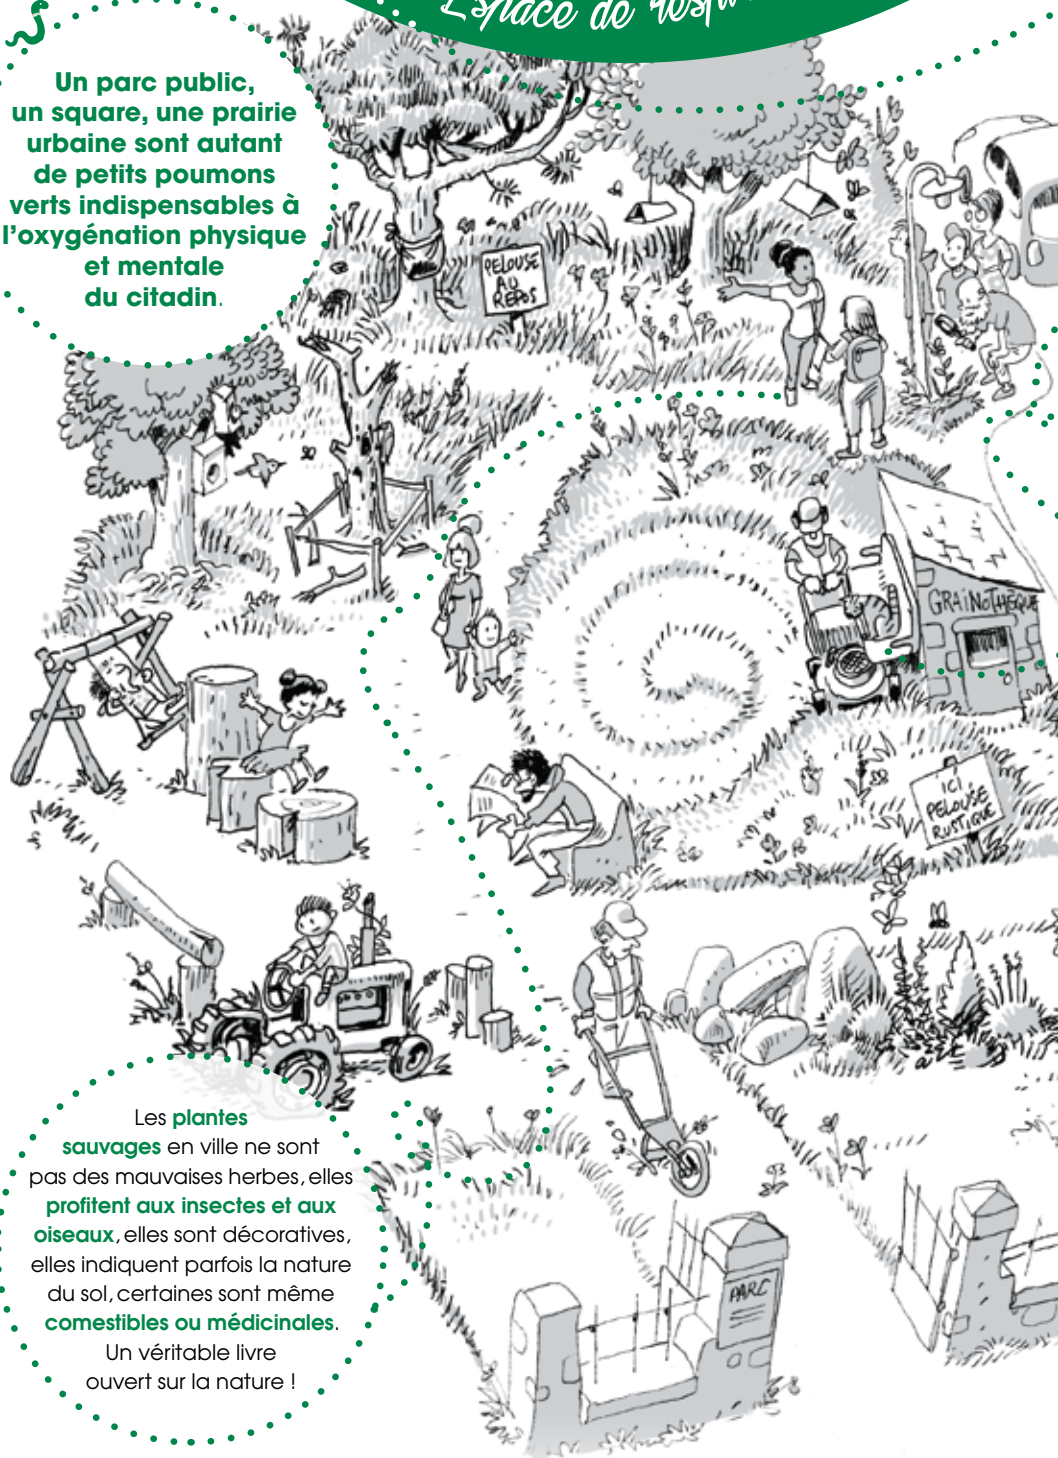 Espace de
Un parc public,
un square, une prairie
urbaine sont autant
de petits poumons
verts indispensables à
l'oxygénation physique
et mentale
du citadin.
PELOUSE
AU
REPOS
GRAINOTHÈQUE
ICI
PELOUSE
RUSTIQUE
Les plantes
sauvages en ville ne sont
pas des mauvaises herbes, elles
profitent aux insectes et aux
oiseaux, elles sont décoratives,
elles indiquent parfois la nature
du sol, certaines sont même
comestibles ou médicinales.
Un véritable livre
ouvert sur la nature !
PARC